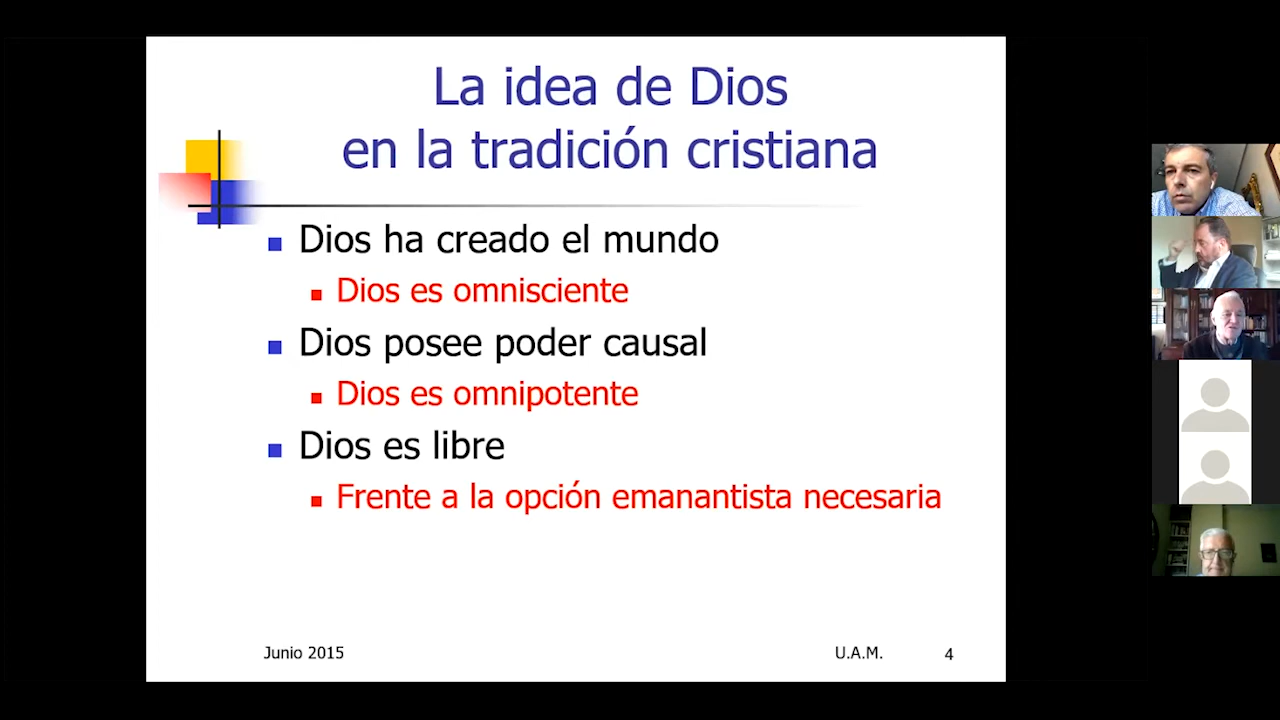 La idea de Dios
en la tradición cristiana
Dios ha creado el mundo
Dios es omnisciente
Dios posee poder causal
Dios es omnipotente
Dios es libre
Frente a la opción emanantista necesaria
Junio 2015
U.A.M.
4